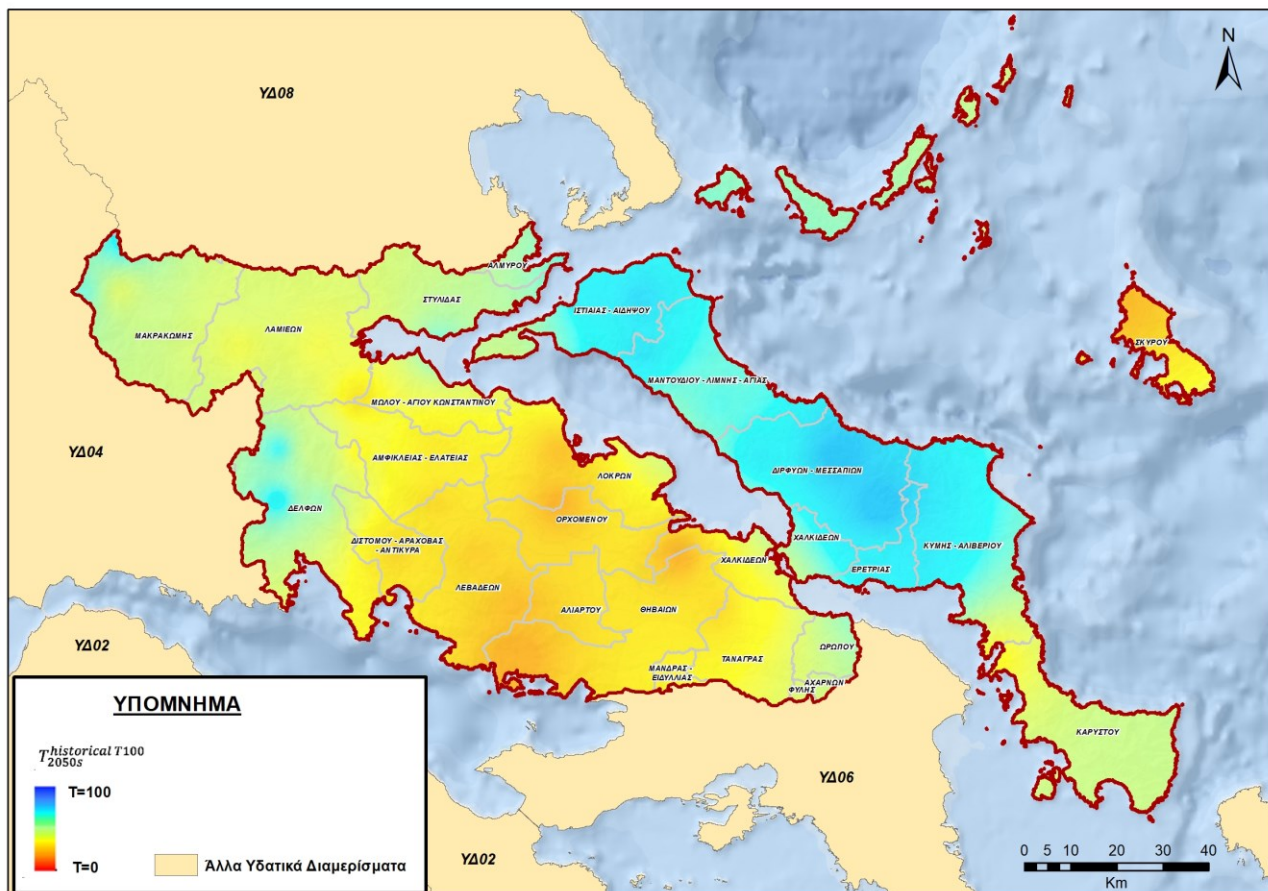 N
ΥΔ08
ΑΛΜΥΡΟΥ
ΣΤΥΛΙΔΑΣ
ΙΣΤΙΑΙΑΣ - ΑΙΔΗΨΟΥ
ΜΑΚΡΑΚΩΜΗΣ
ΛΑΜΙΕΩΝ
ΣΚΥΡΟΥ
ΜΑΝΤΟΥΔΙΟΥ - ΛΙΜΝΗΣ - ΑΓΙΑΣ
ΜΩΛΟΥ - ΑΓΙΟΥ ΚΩΝΣΤΑΝΤΙΝΟΥ
ΥΔ04
ΑΜΦΙΚΛΕΙΑΣ - ΕΛΑΤΕΙΑΣ
ΔΙΡΦΥΩΝ - ΜΕΣΣΑΠΙΩΝ
ΛΟΚΡΩΝ
ΔΕΛΦΩΝ
ΟΡΧΟΜΕΝΟΥ
ΔΙΣΤΟΜΟΥ - ΑΡΑΧΟΒΑΣ
- ΑΝΤΙΚΥΡΑ
ΧΑΛΚΙΔΕΩΝ
ΚΥΜΗΣ - ΑΛΙΒΕΡΙΟΥ
ΧΑΛΚΙΔΕΩΝ
ΕΡΕΤΡΙΑΣ
ΛΕΒΑΔΕΩΝ
ΑΛΙΑΡΤΟΥ
ΘΗΒΑΙΩΝ
ΥΔ02
ΩΡΩΠΟΥ
ΤΑΝΑΓΡΑΣ
ΜΑΝΔΡΑΣ -
ΕΙΔΥΛΛΙΑΣ
ΑΧΑΡΝΩΝ
ΦΥΛΗΣ
ΚΑΡΥΣΤΟΥ
ΥΠΟΜΝΗΜΑ
T historical T100
2050s
T=100
T=0
Άλλα Υδατικά Διαμερίσματα
ΥΔ06
ΥΔ02
0 5 10 20 30 40
Km